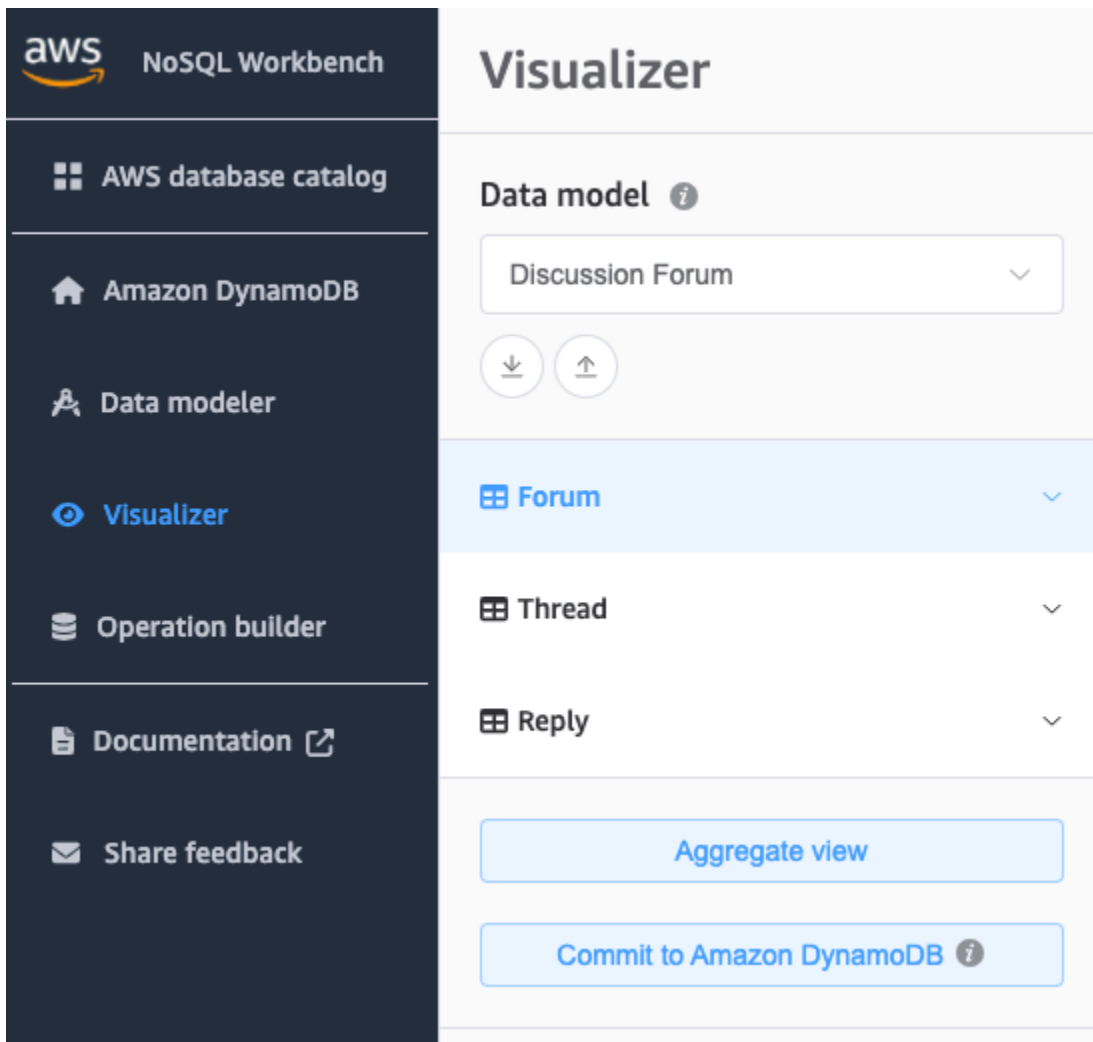 aws
NoSQL Workbench
AWS database catalog
Amazon DynamoDB
Data modeler
Visualizer
Operation builder
Documentation
Share feedback
Visualizer
Data model i
Discussion Forum
Forum
Thread
Reply
Aggregate view
Commit to Amazon DynamoDB i